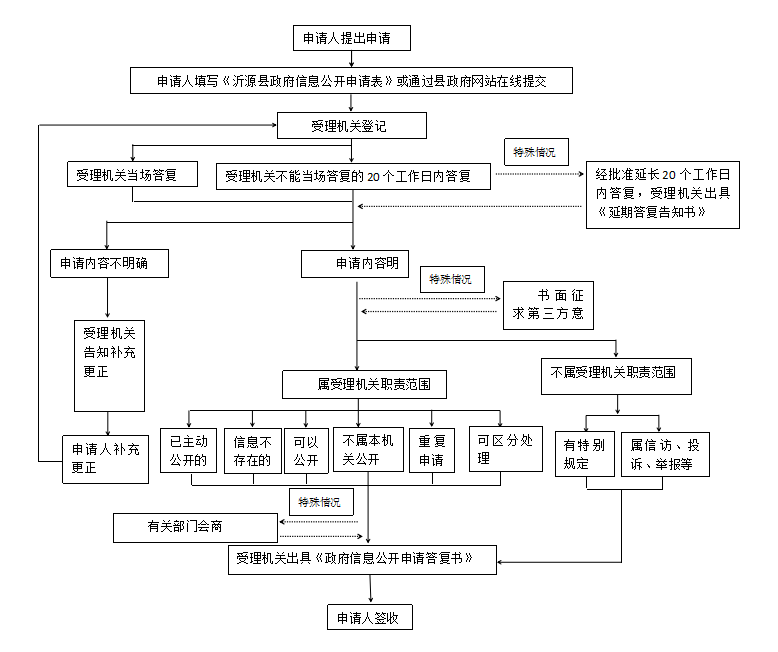 申请人提出申请
申请人填写《沂源县政府信息公开申请表》或通过县政府网站在线提交
受理机关登记
特殊情况
受理机关当场答复
受理机关不能当场答复的 20 个工作日内答复
经批准延长 20 个工作日
内答复，受理机关出具
《延期答复告知书》
申请内容不明确
申请内容明
特殊情况
书面征
求第三方意
受理机关
告知补充
更正
属受理机关职责范围
不属受理机关职责范围
申请人补充
更正
已主动
公开的
信息不
存在的
可以
公开
不属本机
关公开
重复
申请
可区分处
理
有特别
规定
属信访、投
诉、举报等
特殊情况
有关部门会商
受理机关出具《政府信息公开申请答复书》
申请人签收